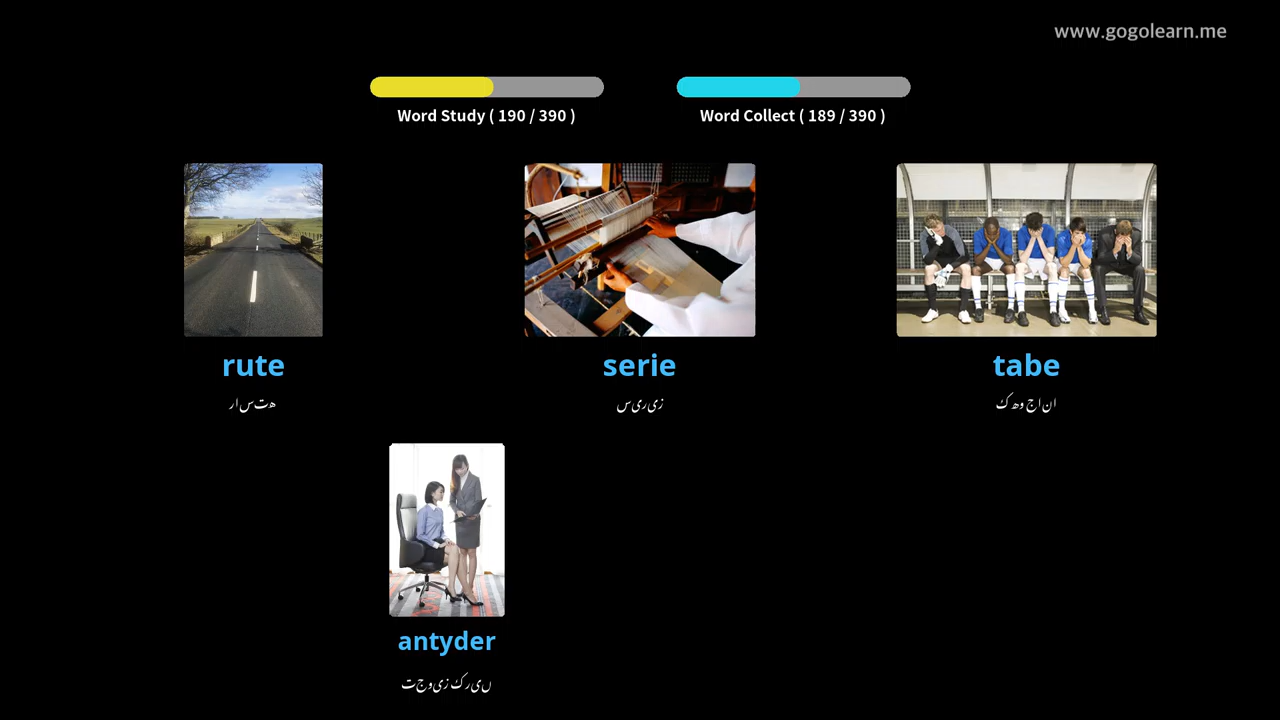 www.gogolearn.me
Word Study ( 190 / 390 )
Word Collect ( 189 / 390 )
rute
serie
tabe
راستہ
سیریز
کھو جانا
antyder
تجویز کریں